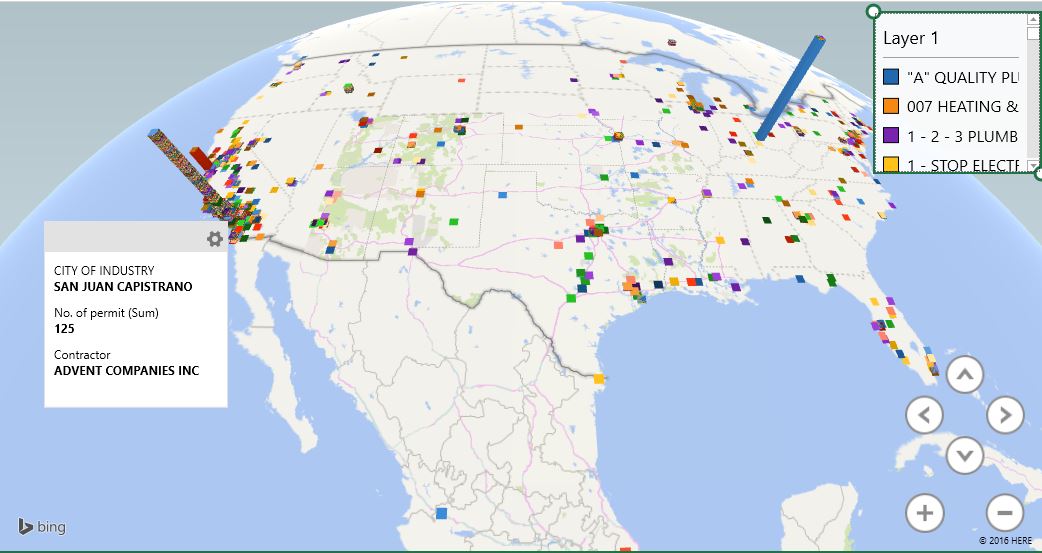 Layer 1
"A" QUALITY PL
007 HEATING &
1 - 2 - 3 PLUMB
1 - STOP ELECTR
CITY OF INDUSTRY
SAN JUAN CAPISTRANO
No. of permit (Sum)
125
Contractor
ADVENT COMPANIES INC
bing
© 2016 HERE